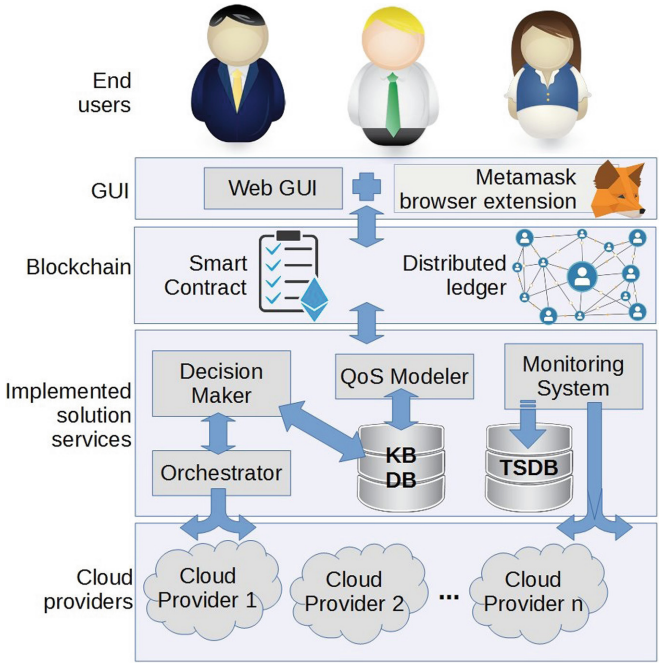 End
users
GUI
Web GUI
Metamask
browser extension
Blockchain
Smart
Contract
Distributed
ledger
Implemented
solution
services
Decision
Maker
QoS Modeler
Monitoring
System
Orchestrator
KB
DB
TSDB
Cloud
providers
Cloud
Provider 1
Cloud
Provider 2
...
Cloud
Provider n